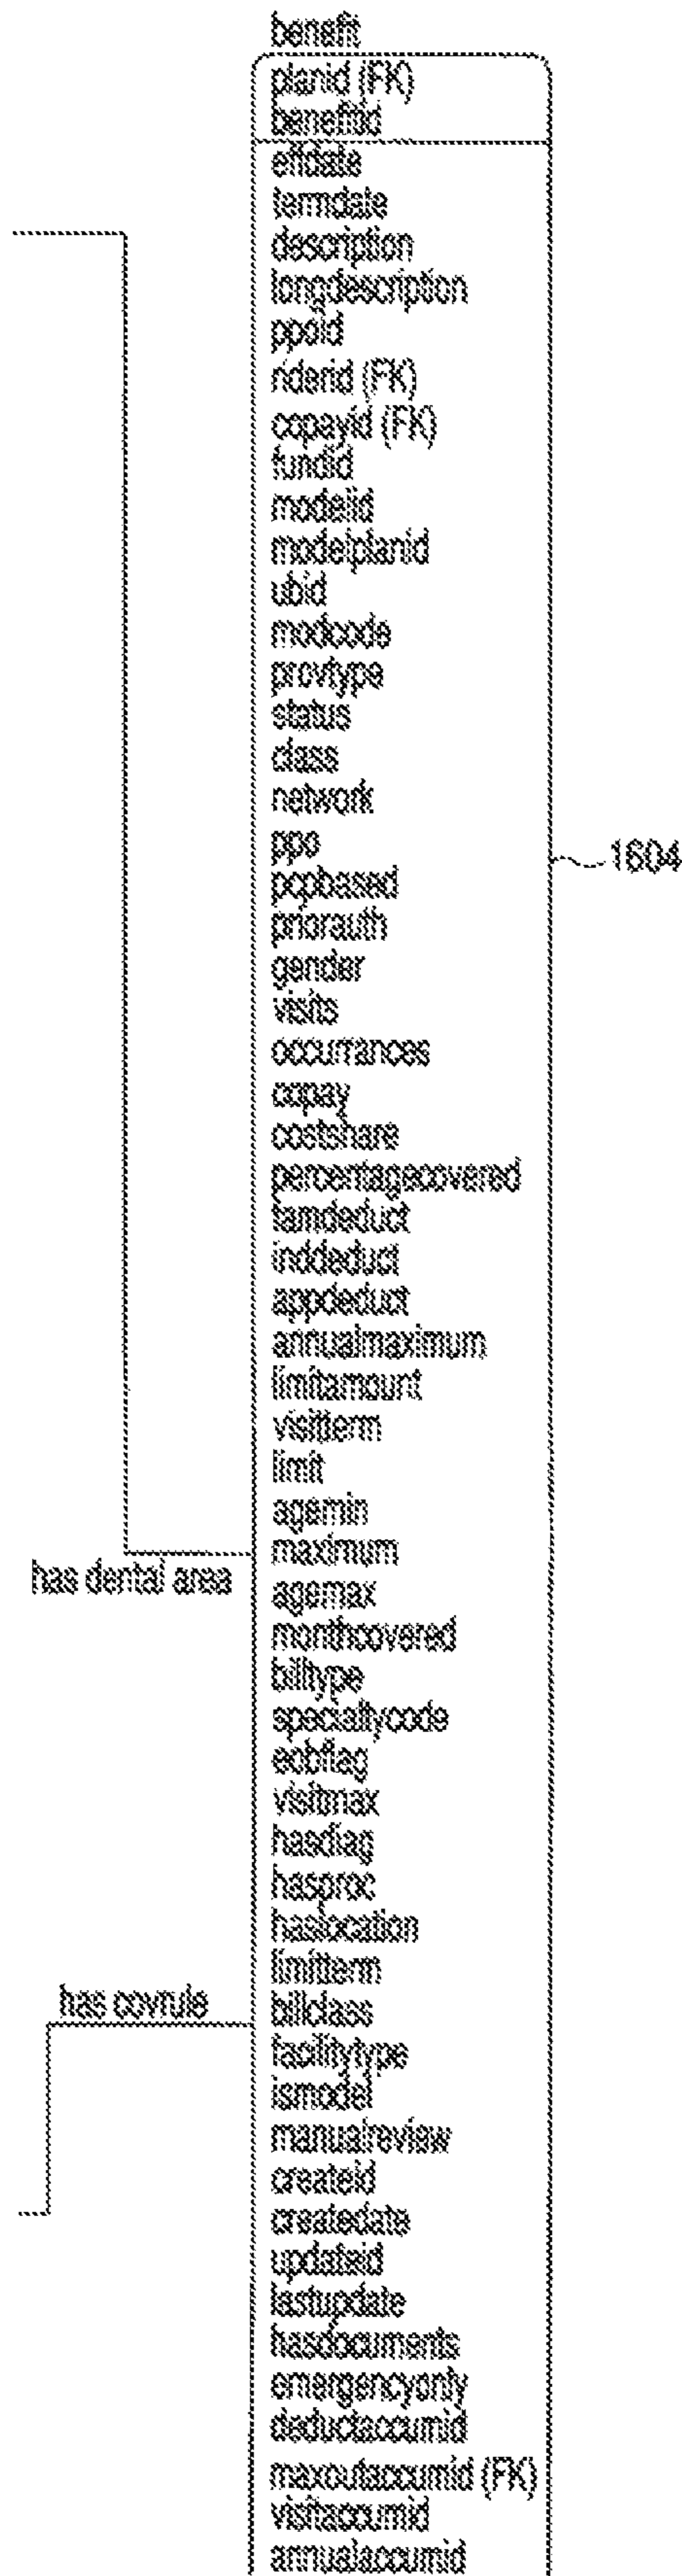 benefit
planid (FK)
benefitid
effdate
termdate
description
longdescription
ppoid
riderid (FK)
copayid (FK)
fundid
modelid
modelplanid
ubid
modcode
provtype
status
class
network
ppo
1604
pcpbased
priorauth
gender
visits
occurrances
copay
costshare
percentagecovered
famdeduct
inddeduct
appdeduct
annualmaximum
limitamount
visitterm
limit
agemin
maximum
has dental area
agemax
monthcovered
billtype
specialtycode
eobflag
visitmax
hasdiag
hasproc
haslocation
limitterm
has covrule
billclass
facilitytype
ismodel
manualreview
createid
createdate
updateid
lastupdate
hasdocuments
emergencyonly
deductaccumid
maxoutaccumid (FK)
visitaccumid
annualaccumid